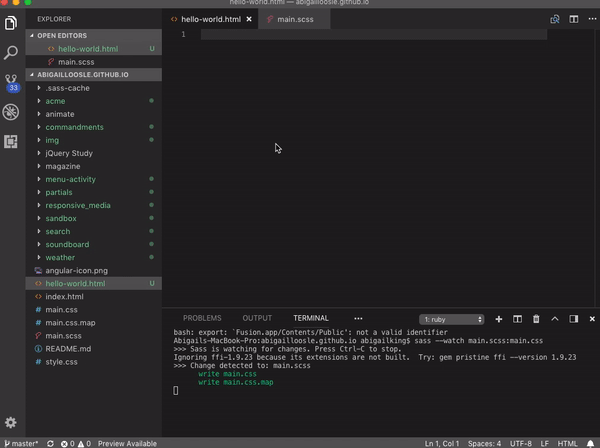 hello-world.html — abigailloosle.github.io
EXPLORER
hello-world.html
main.scss
OPEN EDITORS
hello-world.html U
main.scss
ABIGAILLOOSLE.GITHUB.IO
33
.sass-cache
acme
animate
commandments
img
jQuery Study
magazine
menu-activity
partials
responsive_media
sandbox
search
soundboard
weather
angular-icon.png
hello-world.html U
index.html
main.css
main.css.map
main.scss
README.md
style.css
1
PROBLEMS OUTPUT TERMINAL ••• 1: ruby
bash: export: `Fusion.app/Contents/Public': not a valid identifier
Abigails-MacBook-Pro:abigailloosle.github.io abigailking$ sass --watch main.scss:main.css
>>> Sass is watching for changes. Press Ctrl-C to stop.
Ignoring ffi-1.9.23 because its extensions are not built.  Try: gem pristine ffi --version 1.9.23
>>> Change detected to: main.scss
write main.css
write main.css.map
master* 0 0 Preview Available Ln 1, Col 1 Spaces: 4 UTF-8 LF HTML